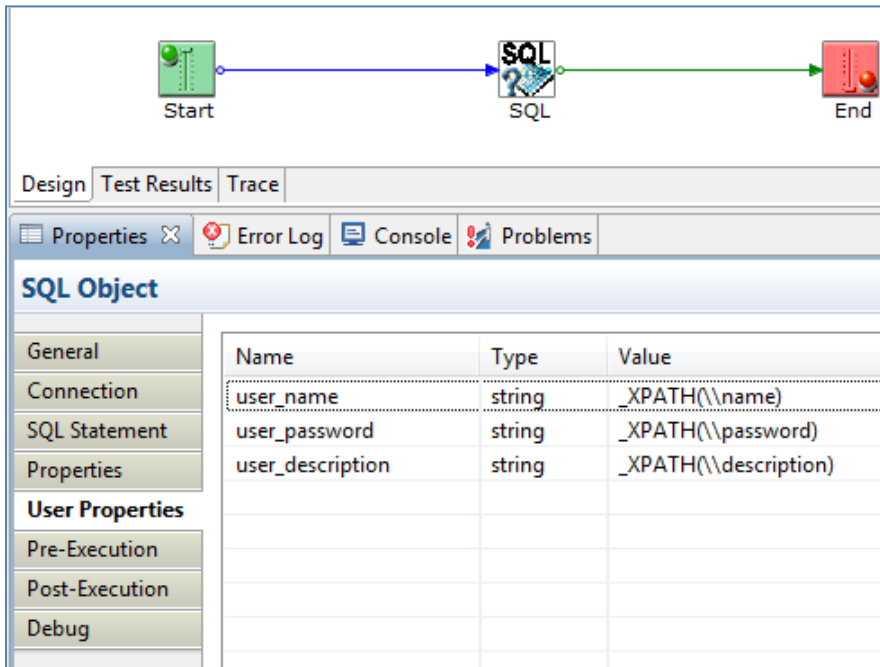 SQL
?
Start SQL End
Design Test Results Trace
Properties Error Log Console Problems
SQL Object
General
Connection
SQL Statement
Properties
User Properties
Pre-Execution
Post-Execution
Debug
Name Type Value
user_name string _XPATH(\\name)
user_password string _XPATH(\\password)
user_description string _XPATH(\\description)